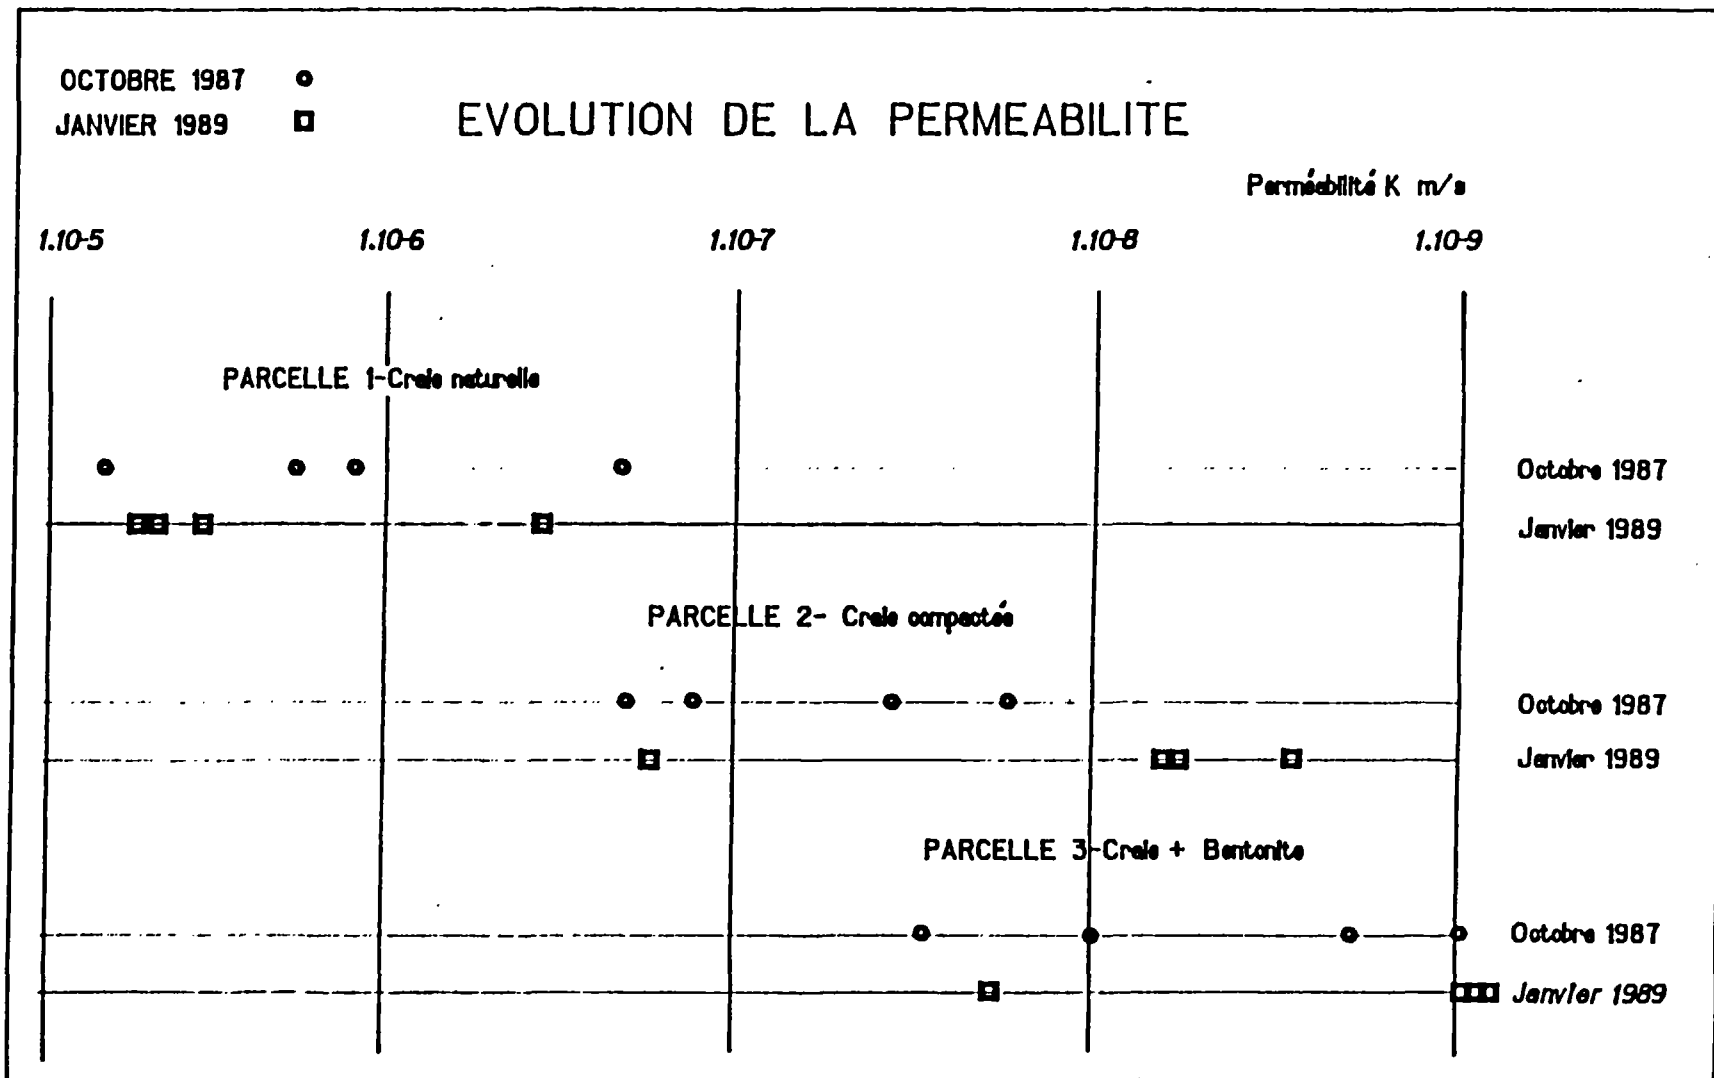 OCTOBRE 1987
JANVIER 1989
EVOLUTION DE LA PERMEABILITE
Perméabilité K m/s
1.10-5 1.10-6 1.10-7 1.10-8 1.10-9
PARCELLE 1-Craie naturelle
Octobre 1987
Janvier 1989
PARCELLE 2- Craie compactée
Octobre 1987
Janvier 1989
PARCELLE 3-Craie + Bentonite
Octobre 1987
Janvier 1989